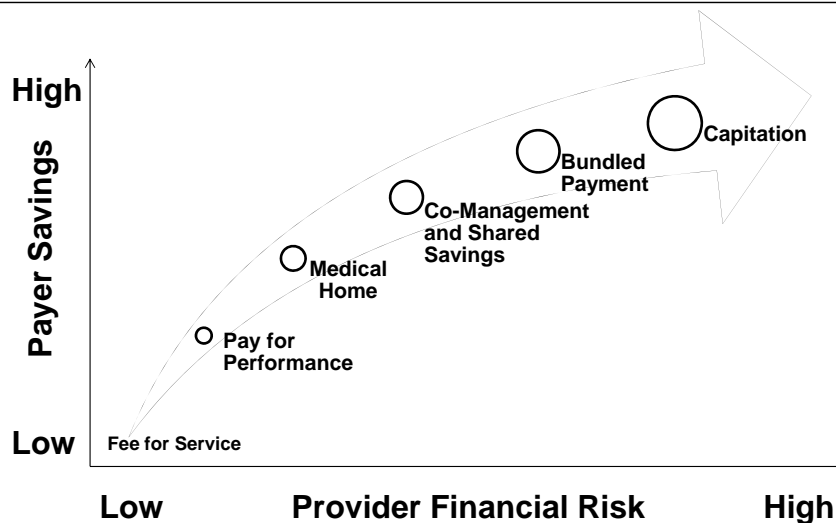 High
Payer Savings
Low
Capitation
Bundled
Payment
Co-Management
and Shared
Savings
Medical
Home
Pay for
Performance
Fee for Service
Low
Provider Financial Risk
High